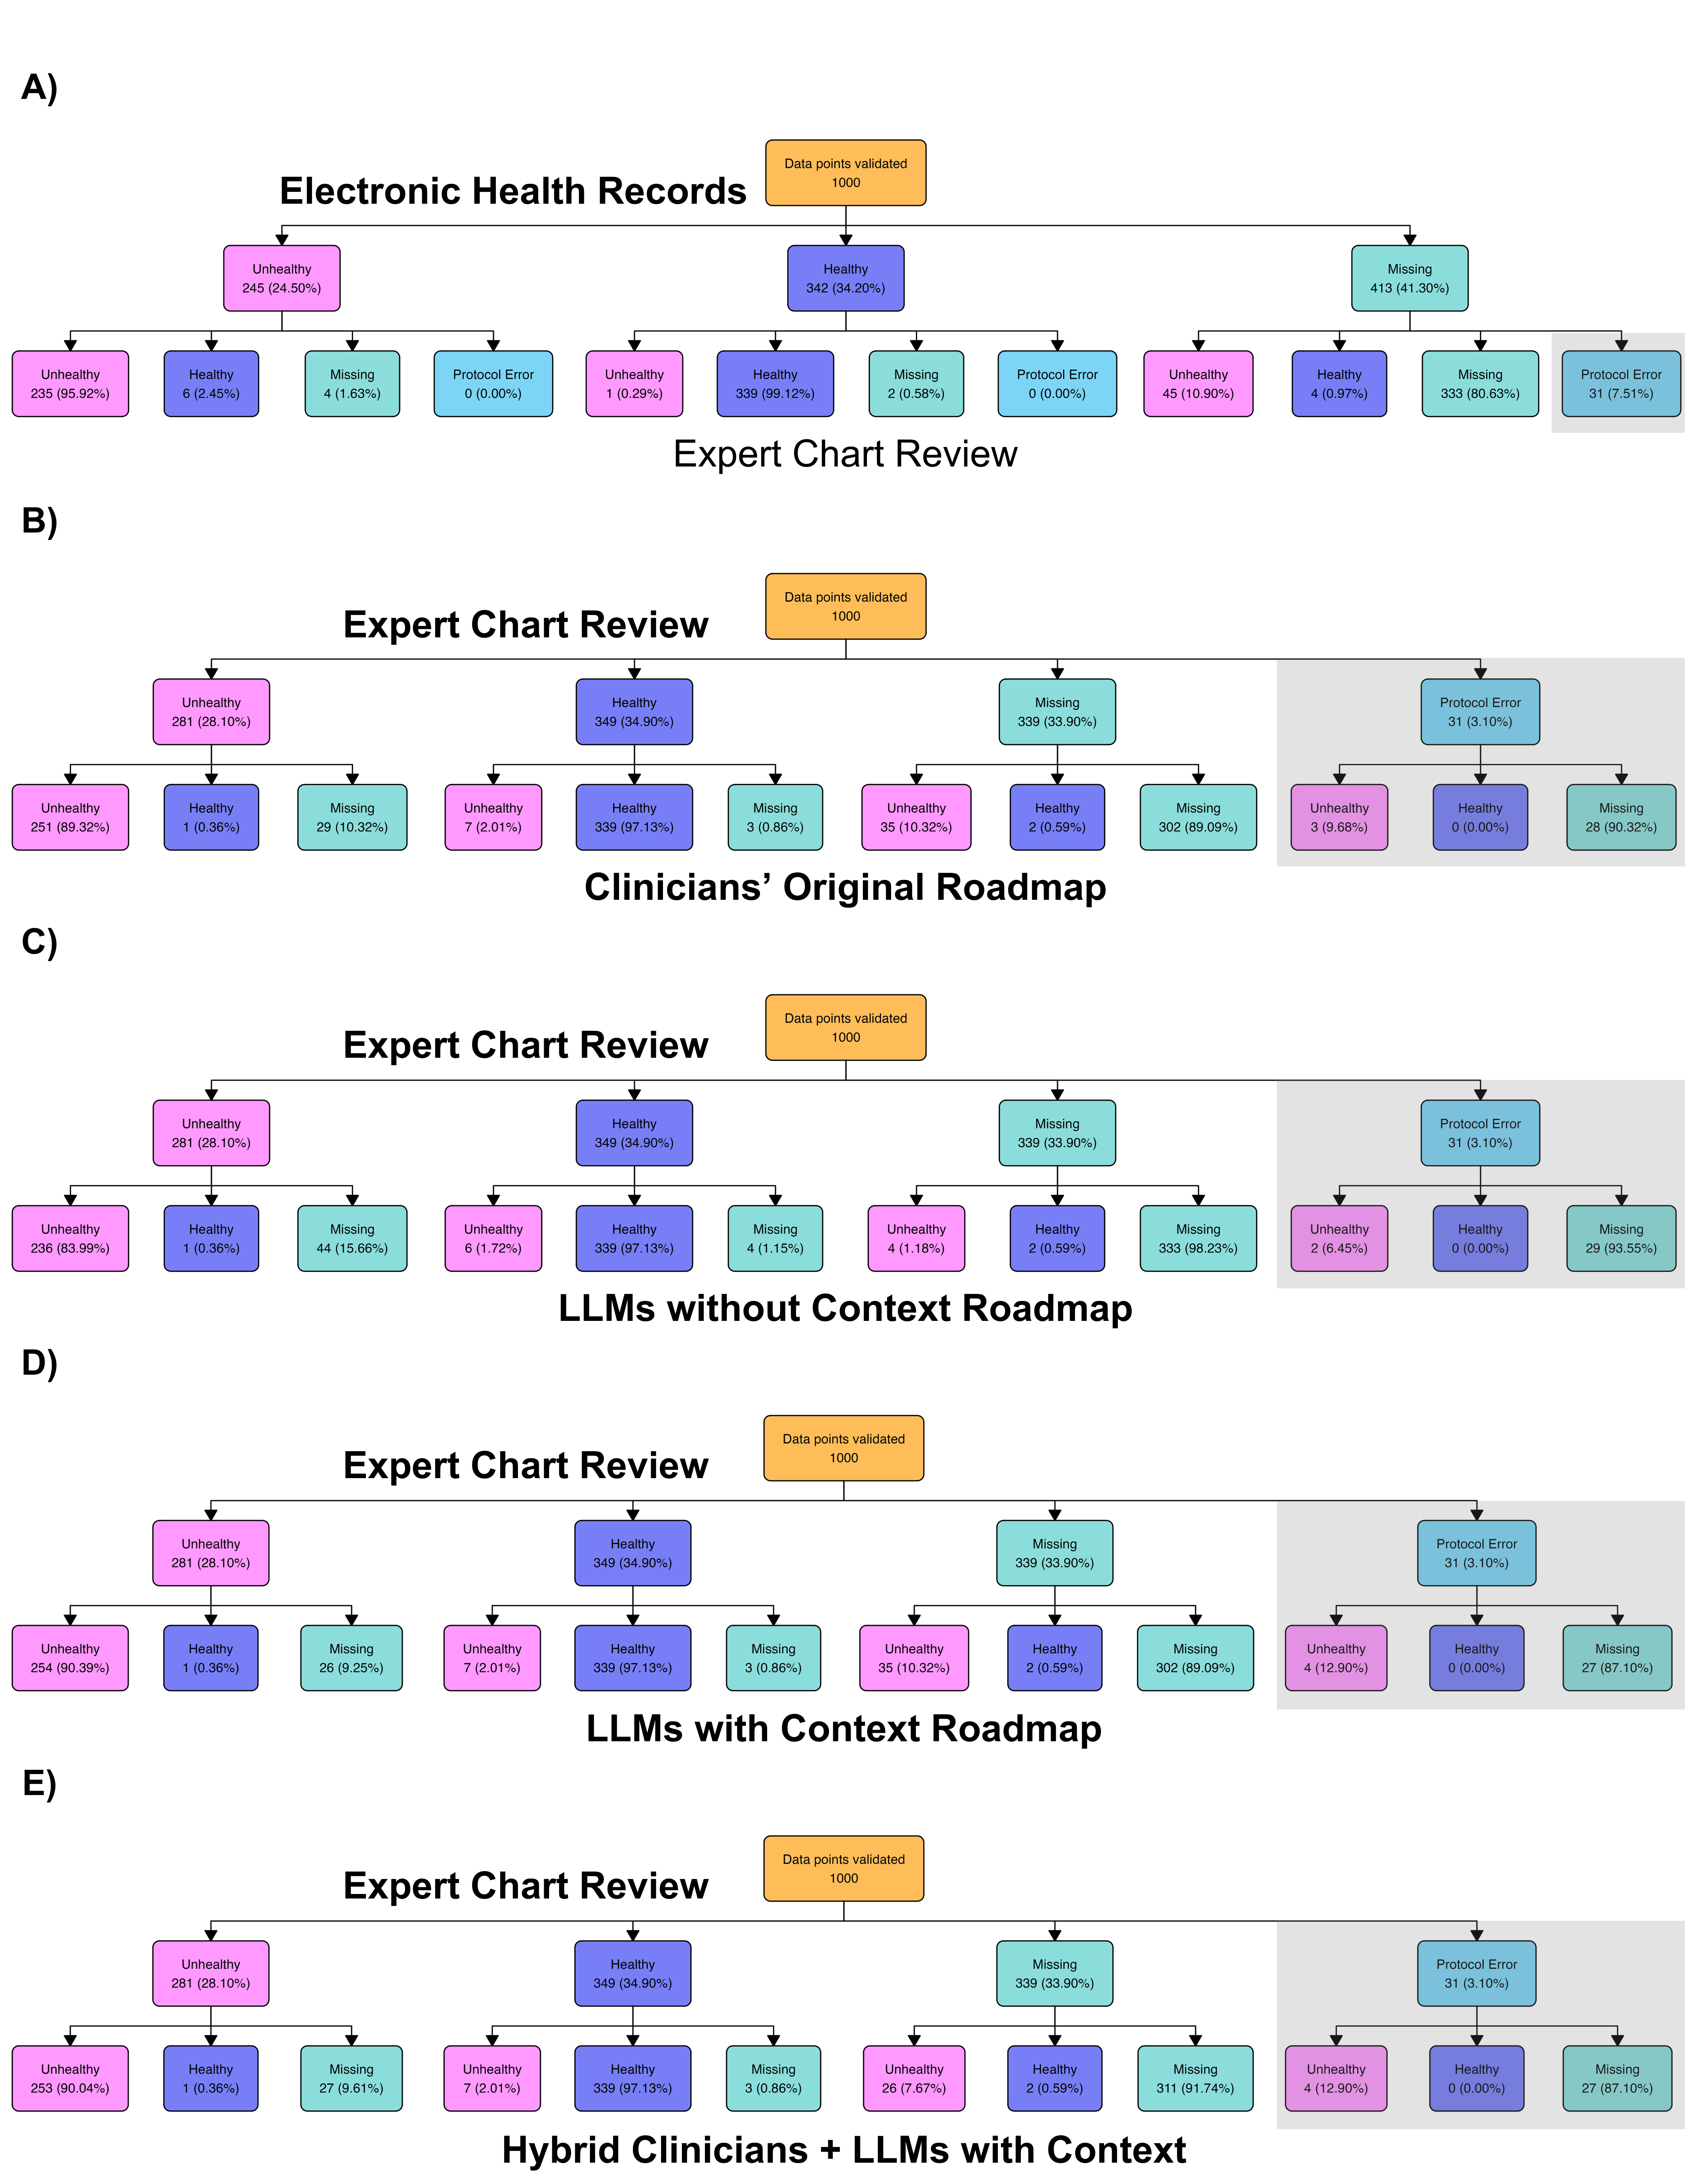 A)
Data points validated
1000
Electronic Health Records
Unhealthy
245 (24.50%)
Healthy
342 (34.20%)
Missing
413 (41.30%)
Unhealthy
235 (95.92%)
Healthy
6 (2.45%)
Missing
4 (1.63%)
Protocol Error
0 (0.00%)
Unhealthy
1 (0.29%)
Healthy
339 (99.12%)
Missing
2 (0.58%)
Protocol Error
0 (0.00%)
Unhealthy
45 (10.90%)
Healthy
4 (0.97%)
Missing
333 (80.63%)
Protocol Error
31 (7.51%)
Expert Chart Review
B)
Data points validated
1000
Expert Chart Review
Unhealthy
281 (28.10%)
Healthy
349 (34.90%)
Missing
339 (33.90%)
Protocol Error
31 (3.10%)
Unhealthy
251 (89.32%)
Healthy
1 (0.36%)
Missing
29 (10.32%)
Unhealthy
7 (2.01%)
Healthy
339 (97.13%)
Missing
3 (0.86%)
Unhealthy
35 (10.32%)
Healthy
2 (0.59%)
Missing
302 (89.09%)
Unhealthy
3 (9.68%)
Healthy
0 (0.00%)
Missing
28 (90.32%)
Clinicians’ Original Roadmap
C)
Data points validated
1000
Expert Chart Review
Unhealthy
281 (28.10%)
Healthy
349 (34.90%)
Missing
339 (33.90%)
Protocol Error
31 (3.10%)
Unhealthy
236 (83.99%)
Healthy
1 (0.36%)
Missing
44 (15.66%)
Unhealthy
6 (1.72%)
Healthy
339 (97.13%)
Missing
4 (1.15%)
Unhealthy
4 (1.18%)
Healthy
2 (0.59%)
Missing
333 (98.23%)
Unhealthy
2 (6.45%)
Healthy
0 (0.00%)
Missing
29 (93.55%)
LLMs without Context Roadmap
D)
Data points validated
1000
Expert Chart Review
Unhealthy
281 (28.10%)
Healthy
349 (34.90%)
Missing
339 (33.90%)
Protocol Error
31 (3.10%)
Unhealthy
254 (90.39%)
Healthy
1 (0.36%)
Missing
26 (9.25%)
Unhealthy
7 (2.01%)
Healthy
339 (97.13%)
Missing
3 (0.86%)
Unhealthy
35 (10.32%)
Healthy
2 (0.59%)
Missing
302 (89.09%)
Unhealthy
4 (12.90%)
Healthy
0 (0.00%)
Missing
27 (87.10%)
LLMs with Context Roadmap
E)
Data points validated
1000
Expert Chart Review
Unhealthy
281 (28.10%)
Healthy
349 (34.90%)
Missing
339 (33.90%)
Protocol Error
31 (3.10%)
Unhealthy
253 (90.04%)
Healthy
1 (0.36%)
Missing
27 (9.61%)
Unhealthy
7 (2.01%)
Healthy
339 (97.13%)
Missing
3 (0.86%)
Unhealthy
26 (7.67%)
Healthy
2 (0.59%)
Missing
311 (91.74%)
Unhealthy
4 (12.90%)
Healthy
0 (0.00%)
Missing
27 (87.10%)
Hybrid Clinicians + LLMs with Context